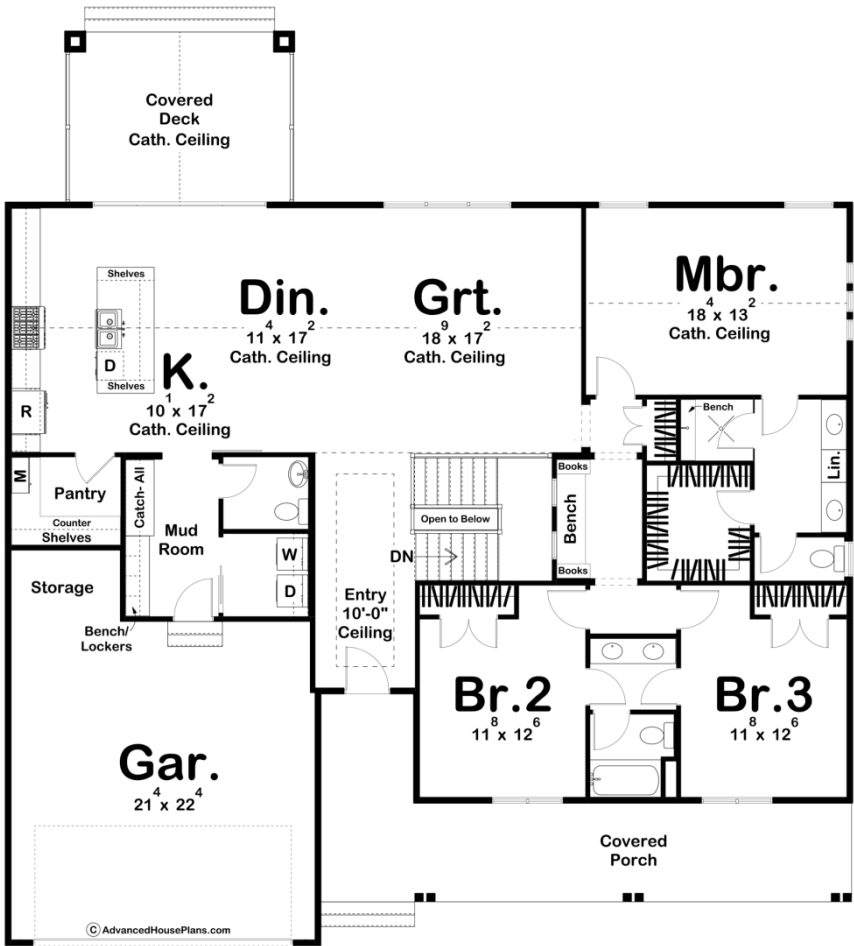 Covered
Deck
Cath. Ceiling
Shelves
D
Shelves
R
K.
10¹ x 17²
Cath. Ceiling
Din.
11⁴ x 17²
Cath. Ceiling
Grt.
18⁹ x 17²
Cath. Ceiling
Mbr.
18⁴ x 13²
Cath. Ceiling
Bench
Lin.
M
Pantry
Counter
Shelves
Catch- All
Mud
Room
W
D
Bench/
Lockers
Storage
Entry
10'-0"
Ceiling
Open to Below
DN
Books
Bench
Books
Br.2
11⁸ x 12⁶
Br.3
11⁸ x 12⁶
Gar.
21⁴ x 22⁴
Covered
Porch
© AdvancedHousePlans.com